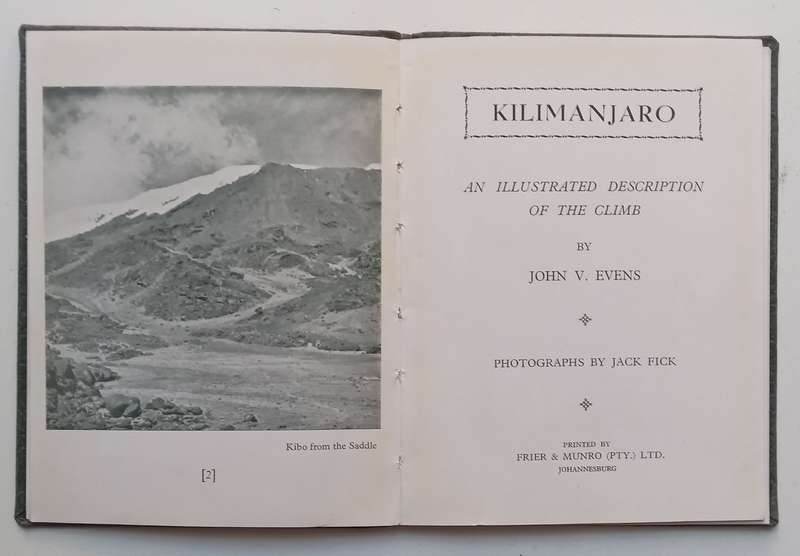 Kibo from the Saddle
[2]
KILIMANJARO
AN ILLUSTRATED DESCRIPTION
OF THE CLIMB
BY
JOHN V. EVENS
PHOTOGRAPHS BY JACK FICK
PRINTED BY
FRIER & MUNRO (PTY.) LTD.
JOHANNESBURG